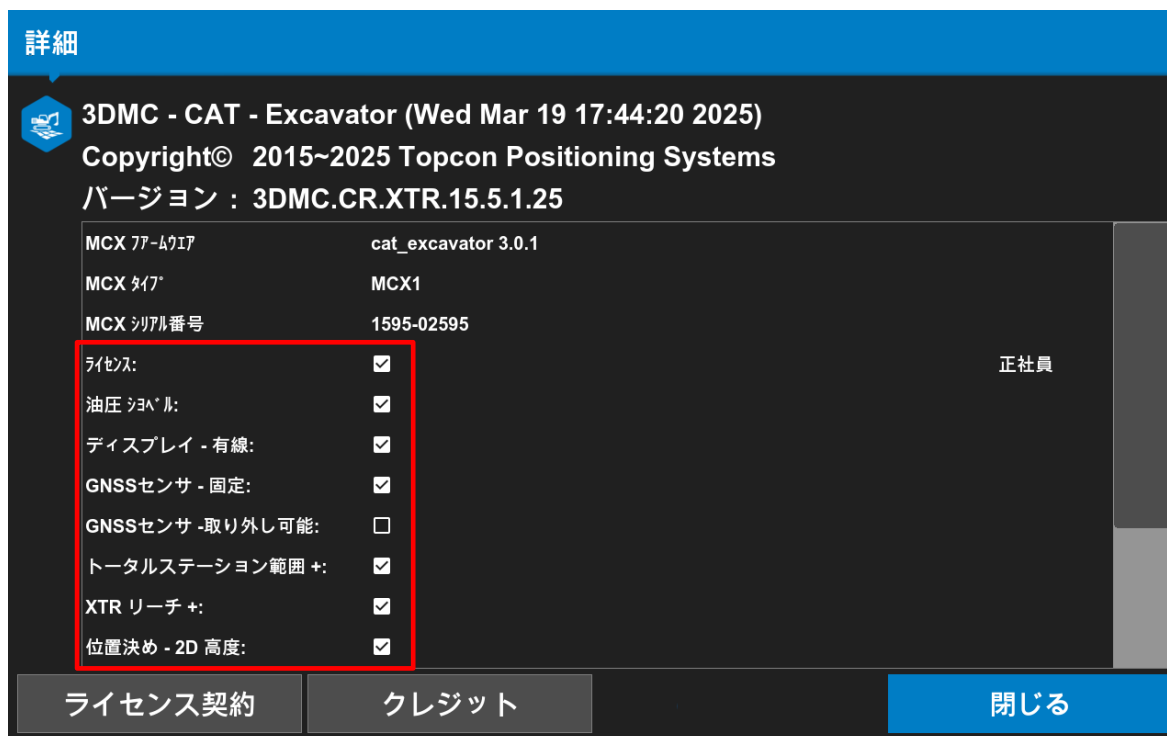 詳細
3DMC - CAT - Excavator (Wed Mar 19 17:44:20 2025)
Copyright© 2015~2025 Topcon Positioning Systems
バージョン : 3DMC.CR.XTR.15.5.1.25
MCX ﾌｱｰﾑｳｴｱ cat_excavator 3.0.1
MCX ﾀｲﾌﾟ MCX1
MCX ｼﾘｱﾙ番号 1595-02595
ﾗｲｾﾝｽ: 正社員
油圧 ｼﾖﾍﾞﾙ:
ディスプレイ - 有線:
GNSSセンサ - 固定:
GNSSセンサ -取り外し可能:
トータルステーション範囲 +:
XTR リーチ +:
位置決め - 2D 高度:
ライセンス契約 クレジット 閉じる